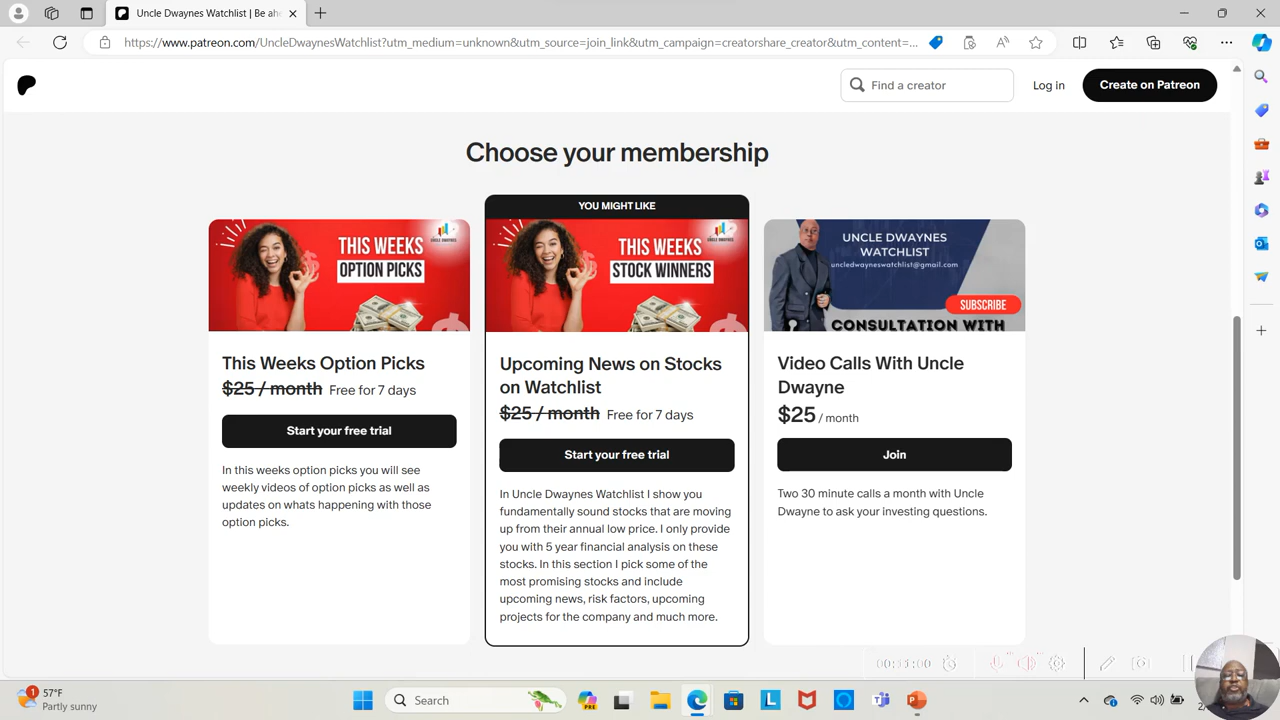 Uncle Dwaynes Watchlist | Be ahe
https://www.patreon.com/UncleDwaynesWatchlist?utm_medium=unknown&utm_source=join_link&utm_campaign=creatorshare_creator&utm_content=...
Find a creator
Log in
Create on Patreon
Choose your membership
YOU MIGHT LIKE
THIS WEEKS
OPTION PICKS
This Weeks Option Picks
$25 / month Free for 7 days
Start your free trial
In this weeks option picks you will see
weekly videos of option picks as well as
updates on whats happening with those
option picks.
THIS WEEKS
STOCK WINNERS
Upcoming News on Stocks
on Watchlist
$25 / month Free for 7 days
Start your free trial
In Uncle Dwaynes Watchlist I show you
fundamentally sound stocks that are moving
up from their annual low price. I only provide
you with 5 year financial analysis on these
stocks. In this section I pick some of the
most promising stocks and include
upcoming news, risk factors, upcoming
projects for the company and much more.
UNCLE DWAYNES
WATCHLIST
uncledwayneswatchlist@gmail.com
SUBSCRIBE
CONSULTATION WITH
Video Calls With Uncle
Dwayne
$25 / month
Join
Two 30 minute calls a month with Uncle
Dwayne to ask your investing questions.
1
57°F
Partly sunny
Search
PRE